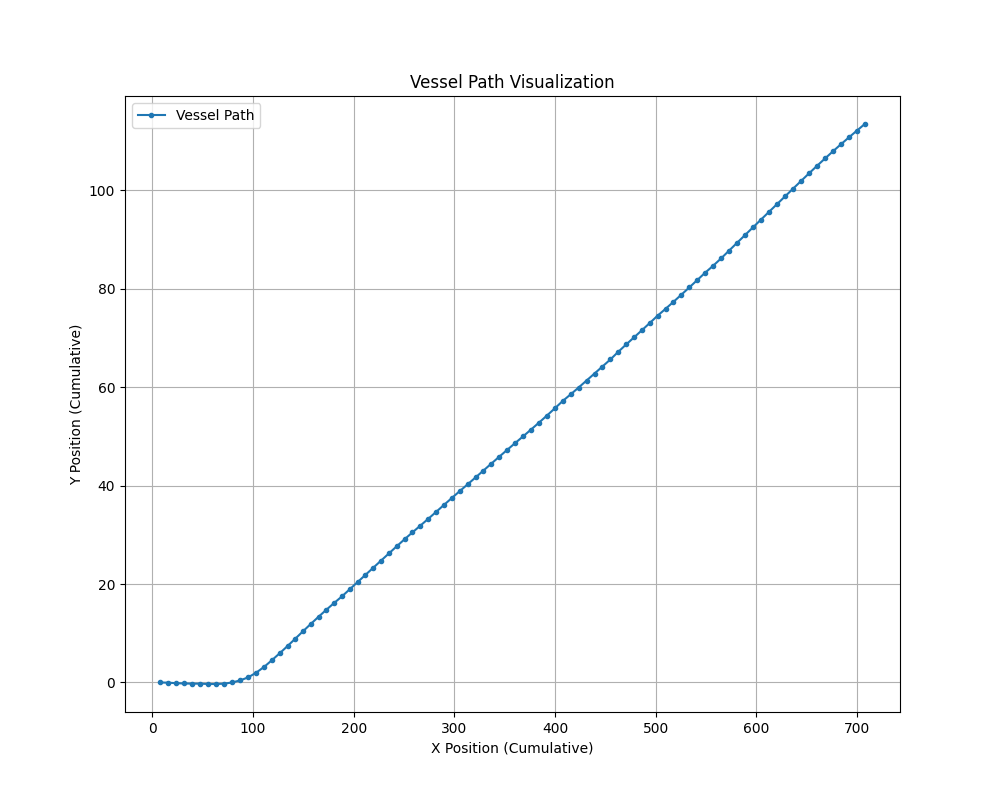 Vessel Path Visualization
Vessel Path
Y Position (Cumulative)
100
80
60
40
20
0
0 100 200 300 400 500 600 700
X Position (Cumulative)